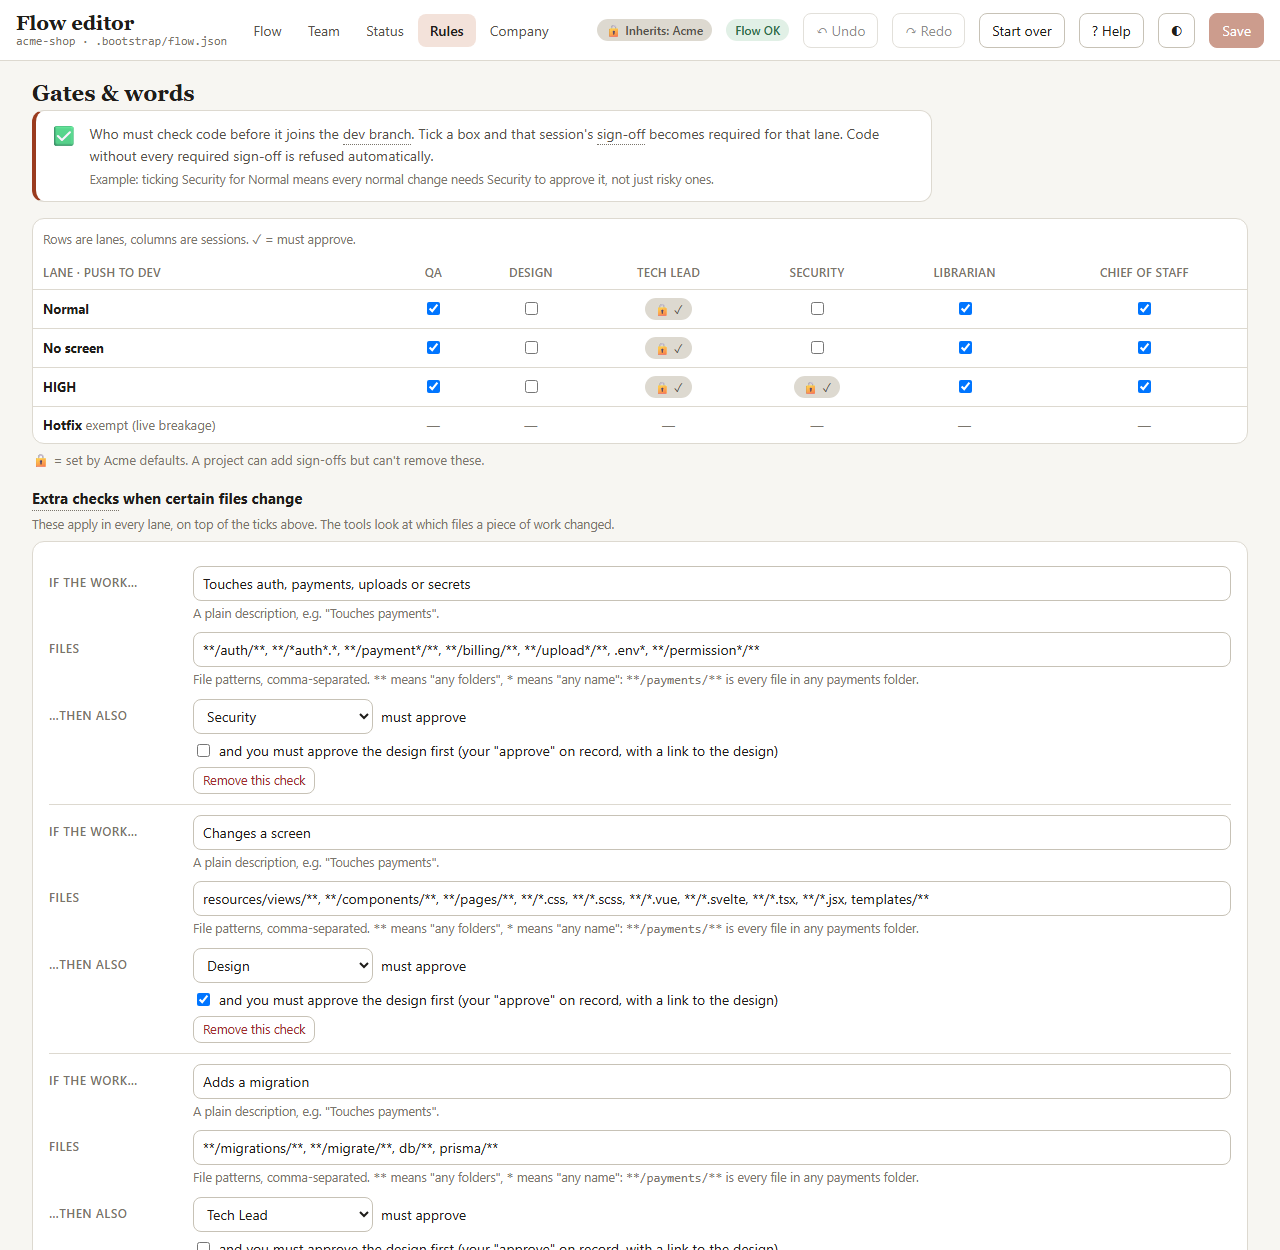 Flow editor
acme-shop · .bootstrap/flow.json
Flow
Team
Status
Rules
Company
Inherits: Acme
Flow OK
↶ Undo
↷ Redo
Start over
? Help
Save
Gates & words
Who must check code before it joins the dev branch. Tick a box and that session's sign-off becomes required for that lane. Code
without every required sign-off is refused automatically.
Example: ticking Security for Normal means every normal change needs Security to approve it, not just risky ones.
Rows are lanes, columns are sessions. ✓ = must approve.
LANE · PUSH TO DEV QA DESIGN TECH LEAD SECURITY LIBRARIAN CHIEF OF STAFF
Normal ✓
No screen ✓
HIGH ✓ ✓
Hotfix exempt (live breakage) — — — — — —
🔒 = set by Acme defaults. A project can add sign-offs but can't remove these.
Extra checks when certain files change
These apply in every lane, on top of the ticks above. The tools look at which files a piece of work changed.
IF THE WORK... Touches auth, payments, uploads or secrets
A plain description, e.g. "Touches payments".
FILES **/auth/**, **/*auth*.*, **/payment*/**, **/billing/**, **/upload*/**, .env*, **/permission*/**
File patterns, comma-separated. ** means "any folders", * means "any name": **/payments/** is every file in any payments folder.
...THEN ALSO Security must approve
and you must approve the design first (your "approve" on record, with a link to the design)
Remove this check
IF THE WORK... Changes a screen
A plain description, e.g. "Touches payments".
FILES resources/views/**, **/components/**, **/pages/**, **/*.css, **/*.scss, **/*.vue, **/*.svelte, **/*.tsx, **/*.jsx, templates/**
File patterns, comma-separated. ** means "any folders", * means "any name": **/payments/** is every file in any payments folder.
...THEN ALSO Design must approve
and you must approve the design first (your "approve" on record, with a link to the design)
Remove this check
IF THE WORK... Adds a migration
A plain description, e.g. "Touches payments".
FILES **/migrations/**, **/migrate/**, db/**, prisma/**
File patterns, comma-separated. ** means "any folders", * means "any name": **/payments/** is every file in any payments folder.
...THEN ALSO Tech Lead must approve
and you must approve the design first (your "approve" on record, with a link to the design)